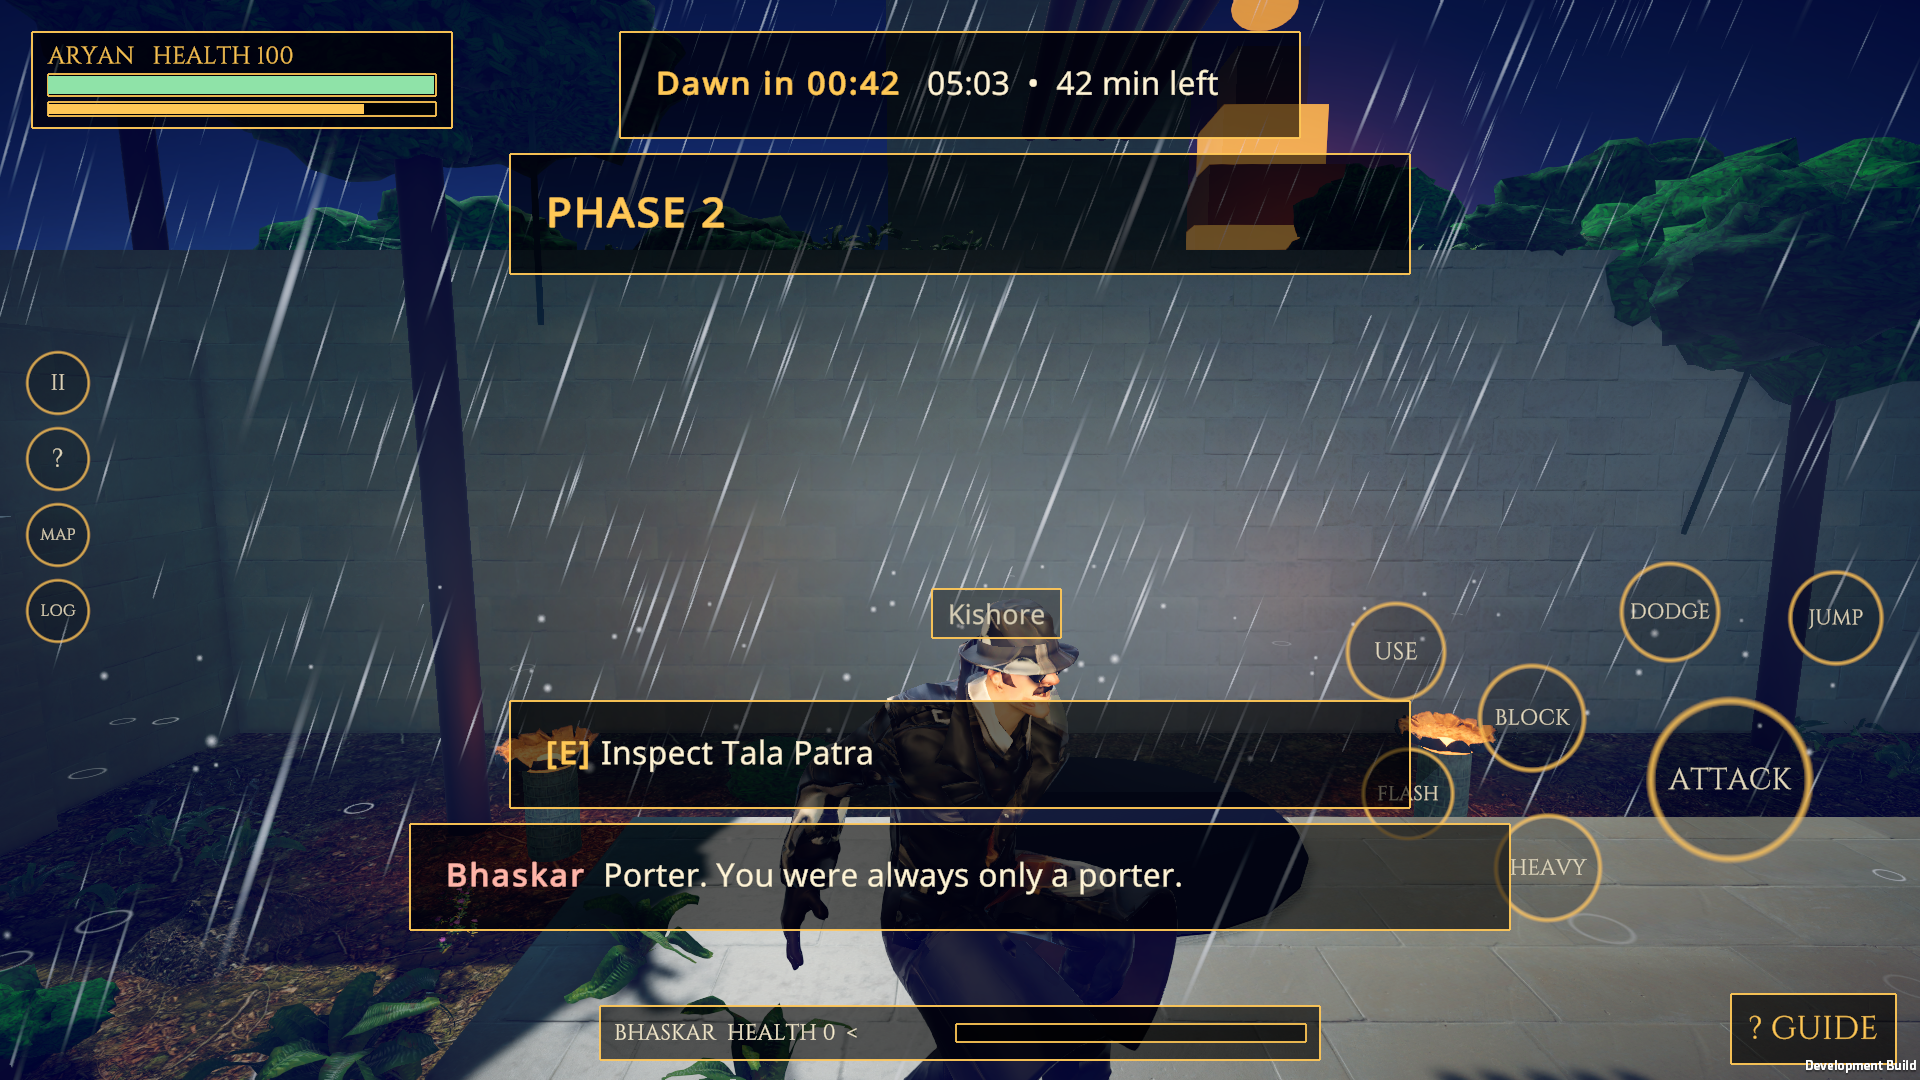 ARYAN HEALTH 100
Dawn in 00:42 05:03 • 42 min left
PHASE 2
II
?
MAP
LOG
Kishore
USE
DODGE
JUMP
BLOCK
ATTACK
FLASH
HEAVY
[E] Inspect Tala Patra
Bhaskar Porter. You were always only a porter.
BHASKAR HEALTH 0 <
? GUIDE
Development Build